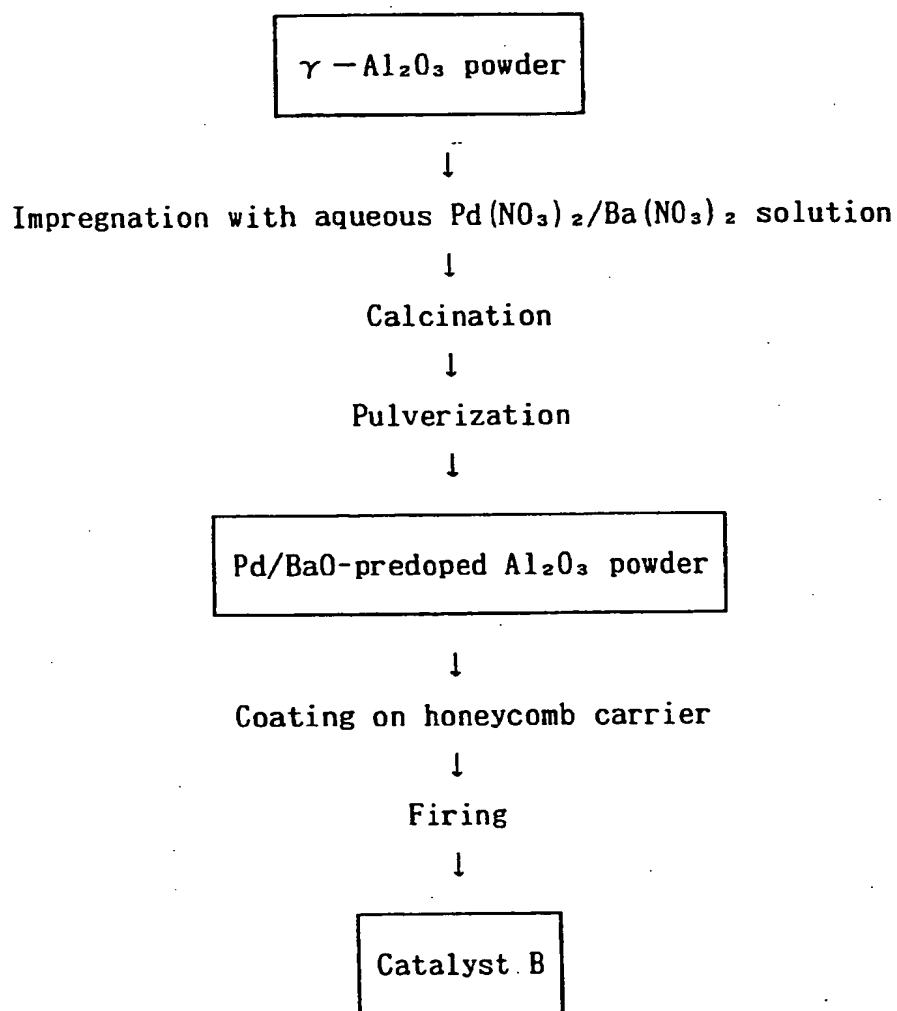 γ－Al₂O₃ powder
↓
Impregnation with aqueous Pd(NO₃)₂/Ba(NO₃)₂ solution
↓
Calcination
↓
Pulverization
↓
Pd/BaO-predoped Al₂O₃ powder
↓
Coating on honeycomb carrier
↓
Firing
↓
Catalyst B